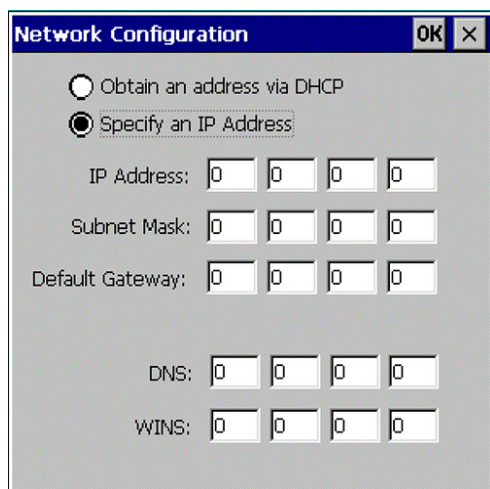 Network Configuration OK ×
Obtain an address via DHCP
Specify an IP Address
IP Address: 0 0 0 0
Subnet Mask: 0 0 0 0
Default Gateway: 0 0 0 0
DNS: 0 0 0 0
WINS: 0 0 0 0